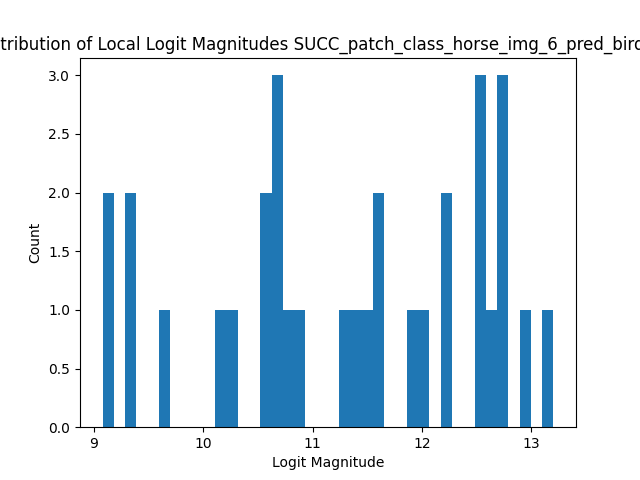 tribution of Local Logit Magnitudes SUCC_patch_class_horse_img_6_pred_bird
3.0
2.5
2.0
1.5
1.0
0.5
0.0
Count
9 10 11 12 13
Logit Magnitude